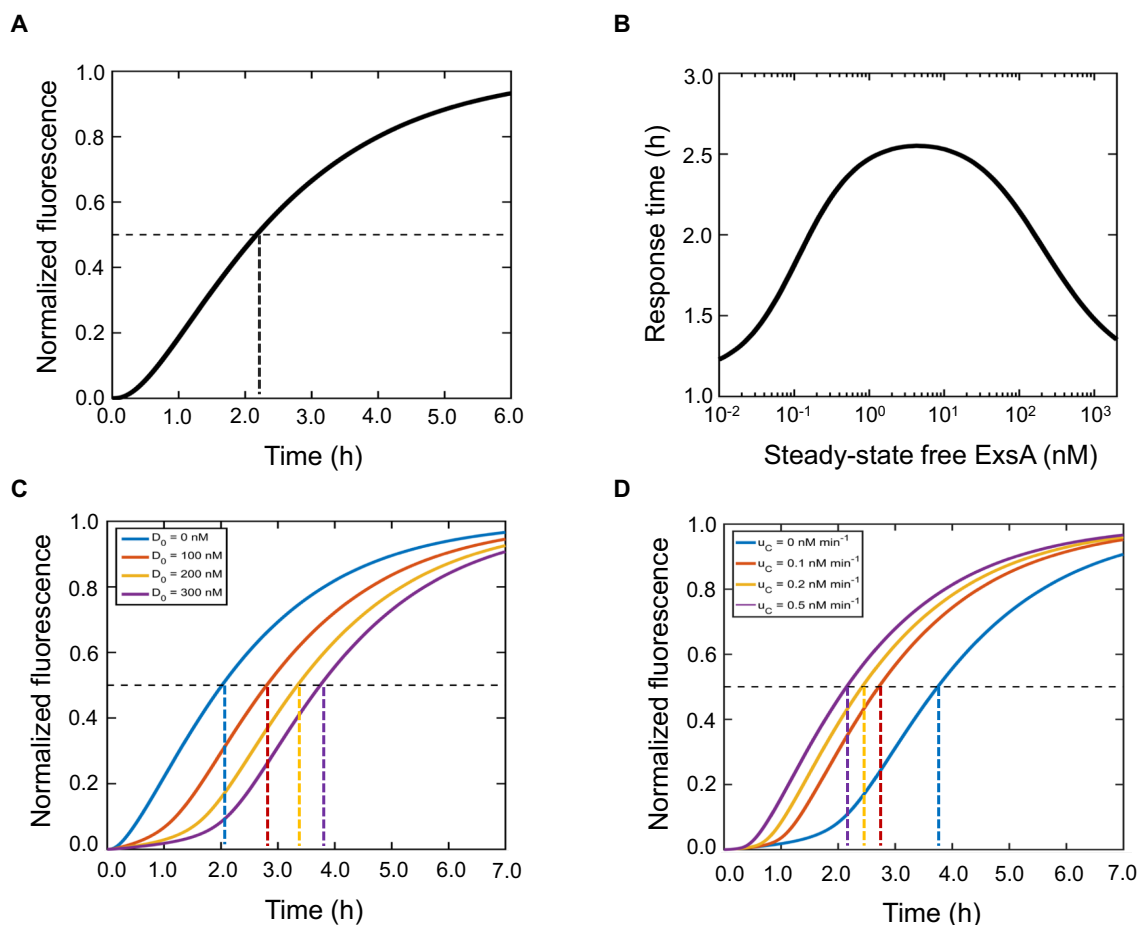 A
Normalized fluorescence
1.0
0.8
0.6
0.4
0.2
0.0
0.0 1.0 2.0 3.0 4.0 5.0 6.0
Time (h)
B
Response time (h)
3.0
2.5
2.0
1.5
1.0
10⁻² 10⁻¹ 10⁰ 10¹ 10² 10³
Steady-state free ExsA (nM)
C
Normalized fluorescence
1.0
0.8
0.6
0.4
0.2
0.0
D₀ = 0 nM
D₀ = 100 nM
D₀ = 200 nM
D₀ = 300 nM
0.0 1.0 2.0 3.0 4.0 5.0 6.0 7.0
Time (h)
D
Normalized fluorescence
1.0
0.8
0.6
0.4
0.2
0.0
u_C = 0 nM min⁻¹
u_C = 0.1 nM min⁻¹
u_C = 0.2 nM min⁻¹
u_C = 0.5 nM min⁻¹
0.0 1.0 2.0 3.0 4.0 5.0 6.0 7.0
Time (h)